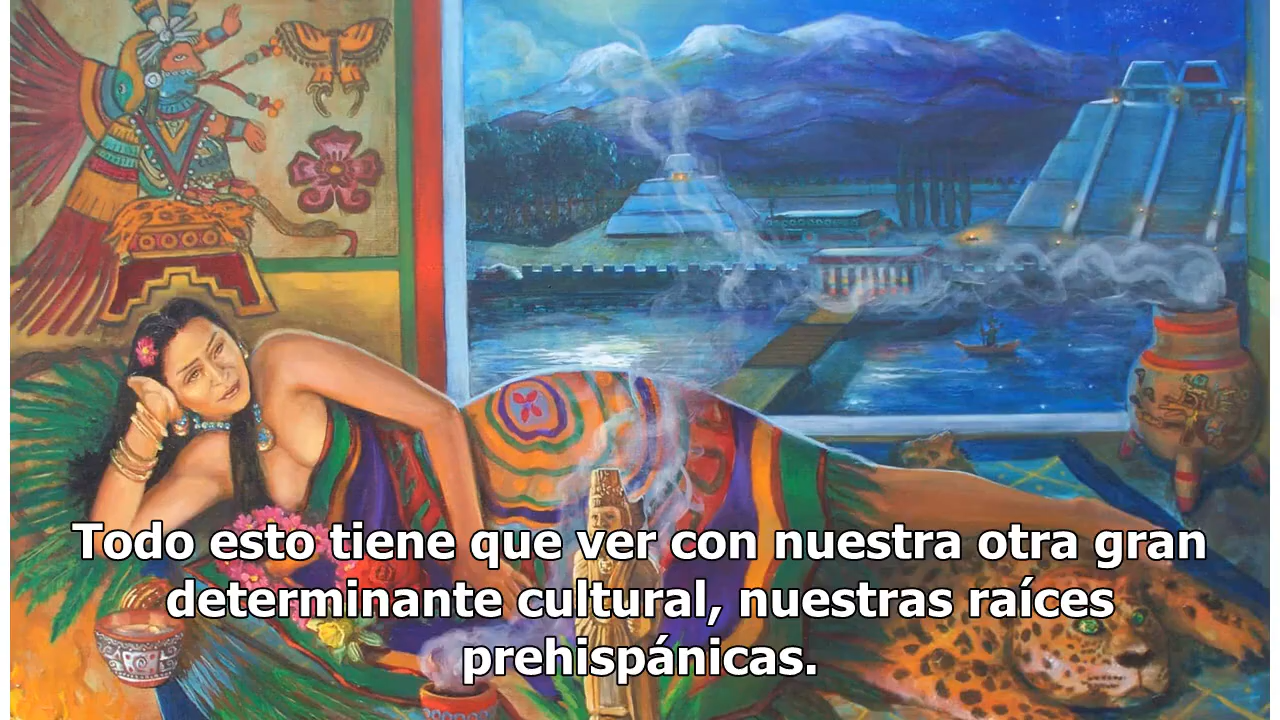 Todo esto tiene que ver con nuestra otra gran
determinante cultural, nuestras raíces
prehispánicas.